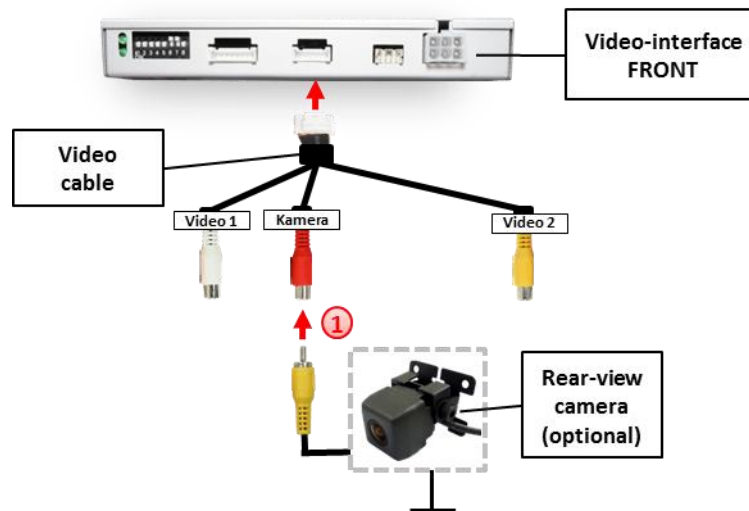 Video-interface
FRONT
Video
cable
Video 1
Kamera
Video 2
1
Rear-view
camera
(optional)